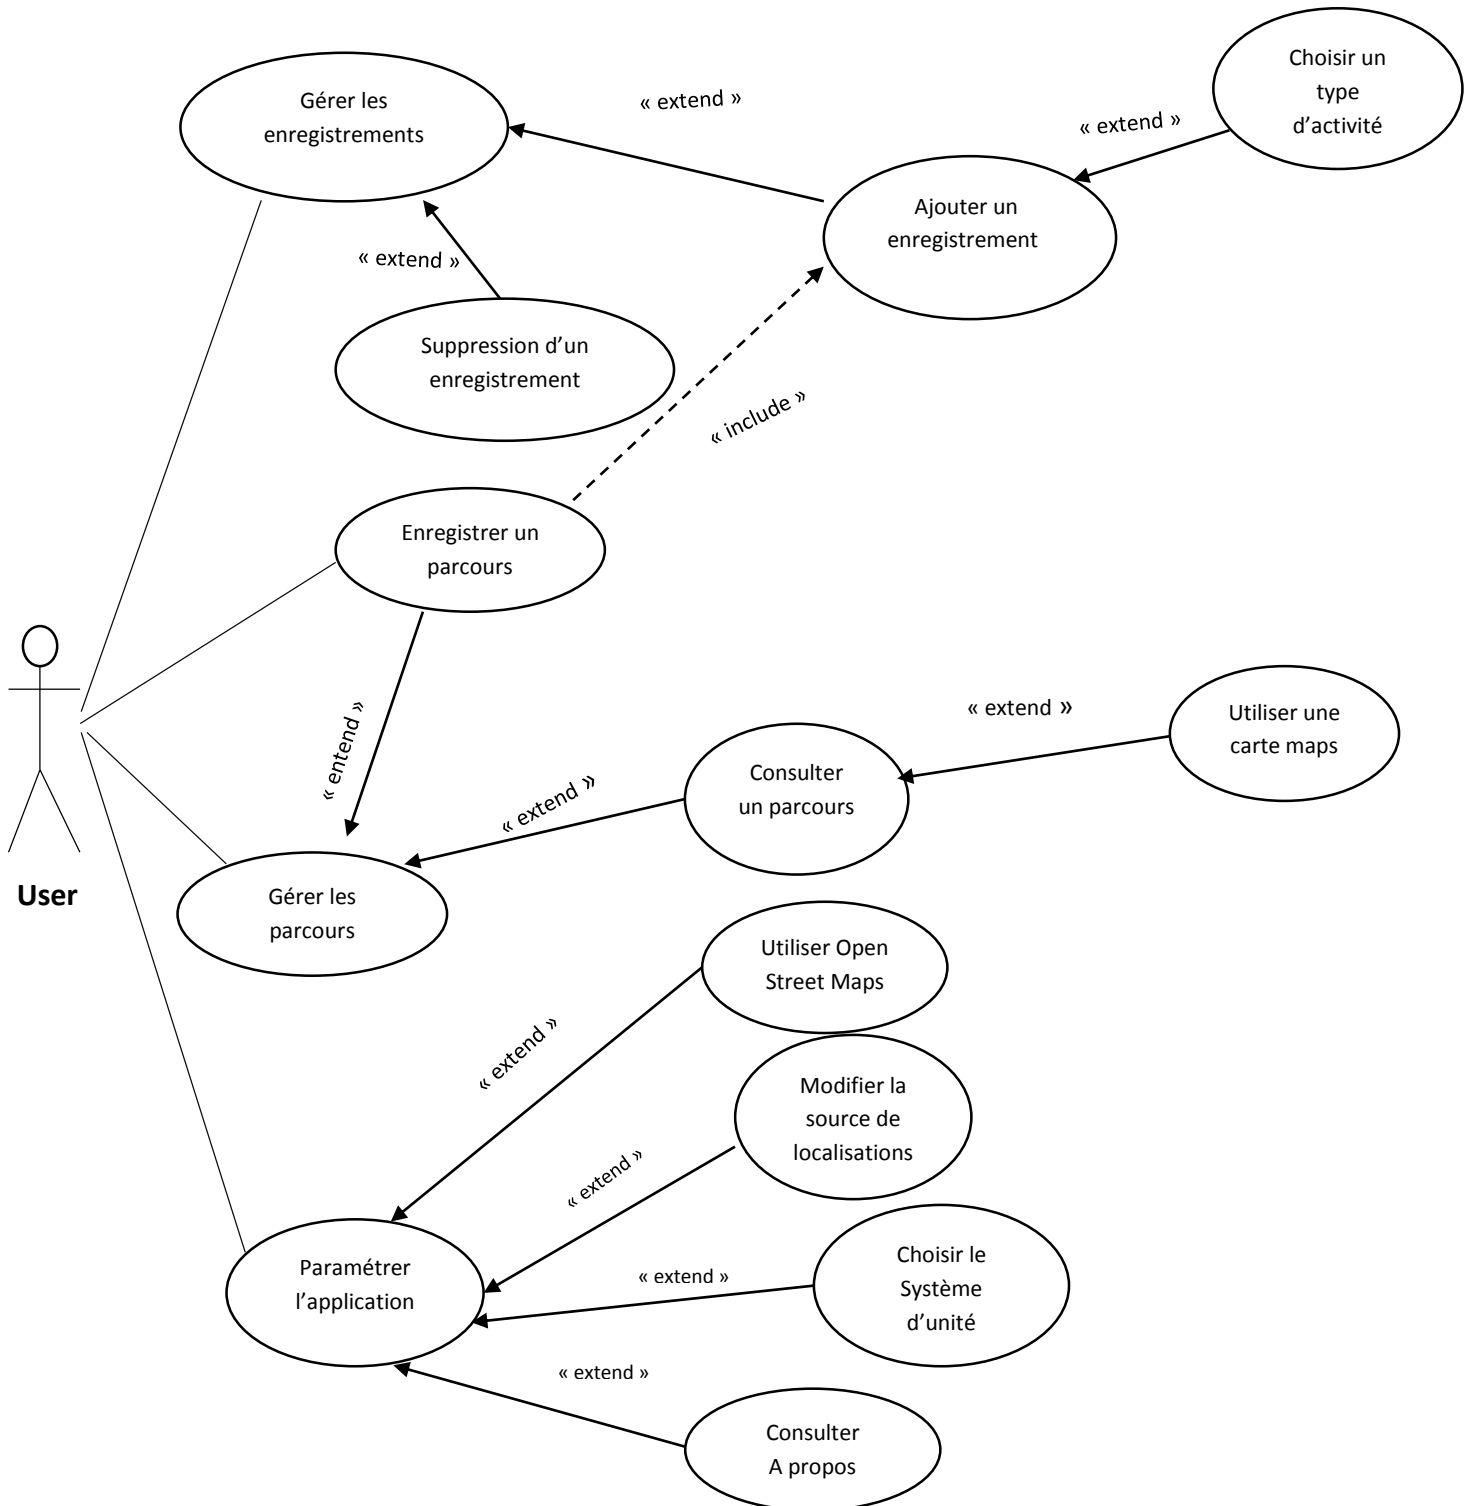 Choisir un
type
d’activité
Gérer les
enregistrements
« extend »
« extend »
Ajouter un
enregistrement
« extend »
Suppression d’un
enregistrement
« include »
Enregistrer un
parcours
« entend »
« extend »
Utiliser une
carte maps
Consulter
un parcours
« extend »
User
Gérer les
parcours
Utiliser Open
Street Maps
« extend »
Modifier la
source de
localisations
« extend »
Paramétrer
l’application
« extend »
Choisir le
Système
d’unité
« extend »
Consulter
A propos